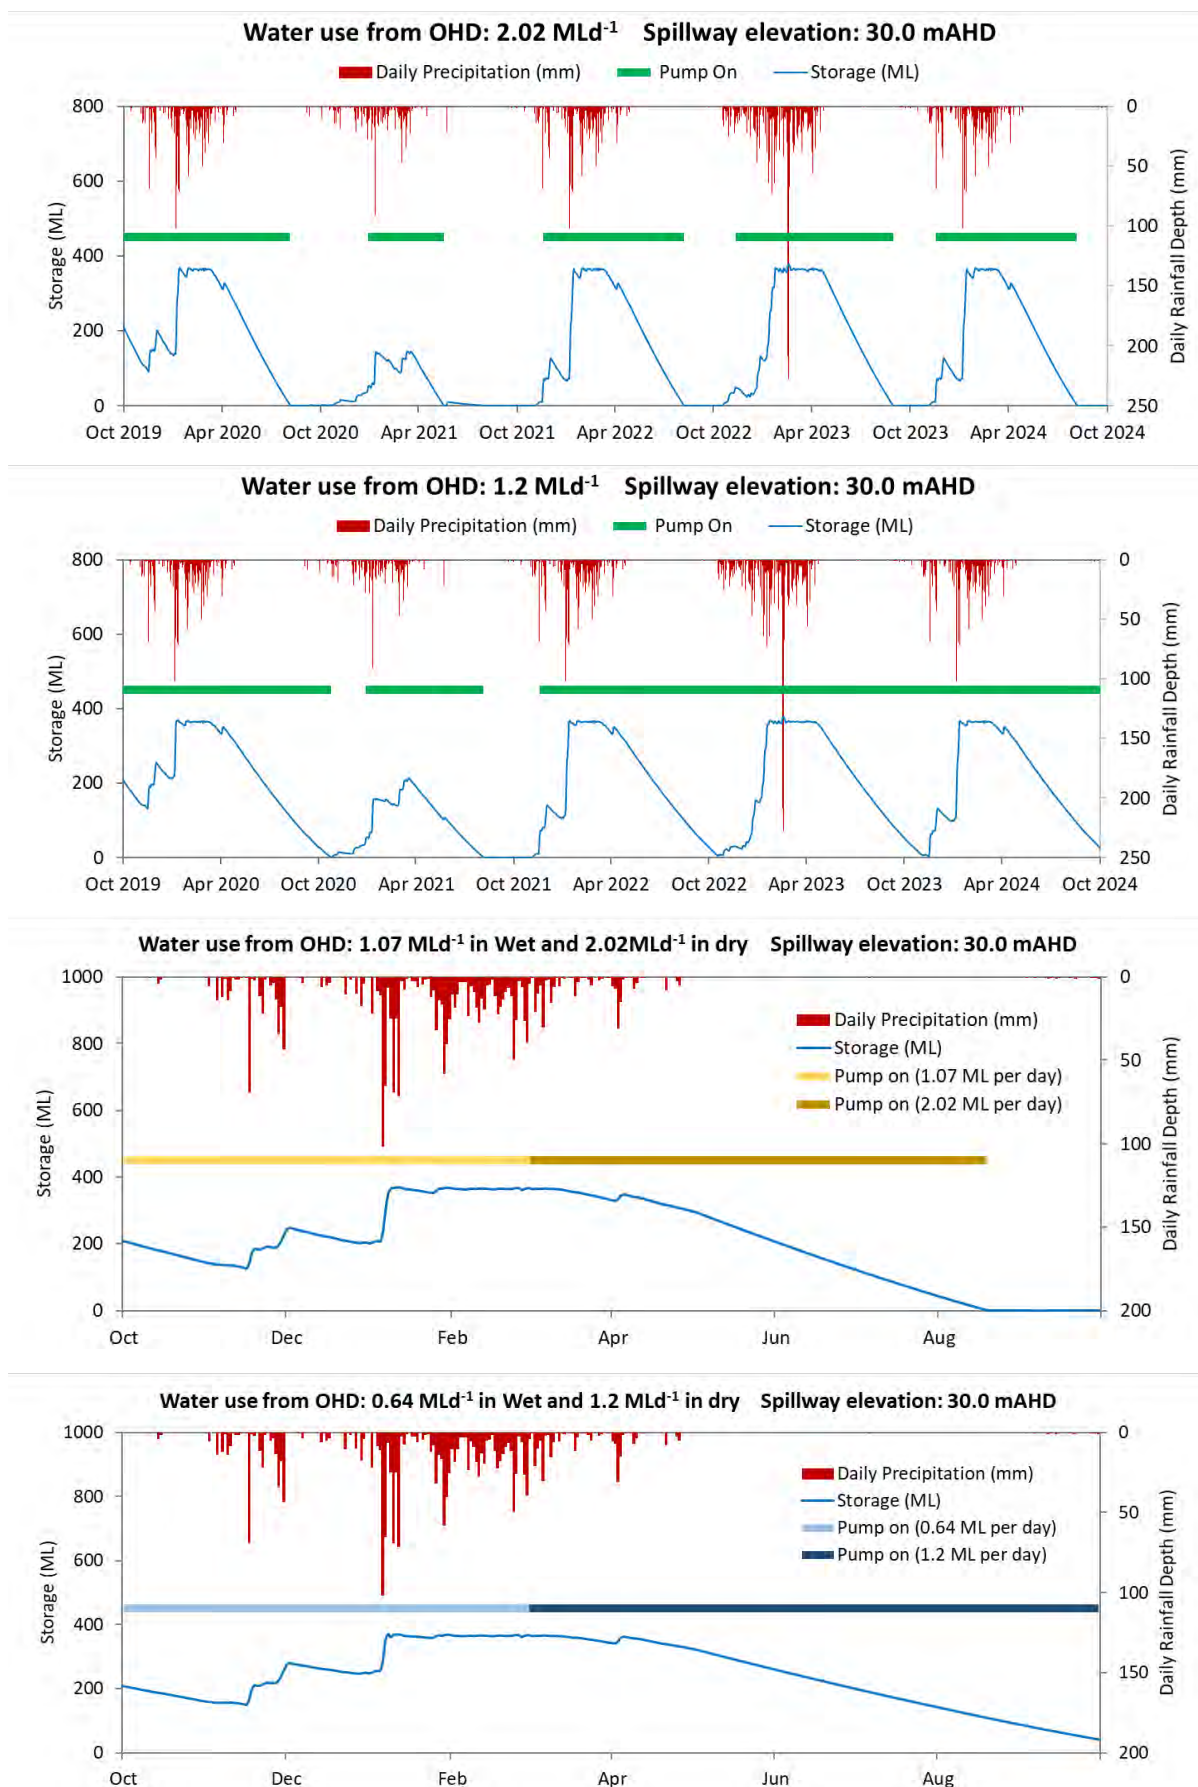 Water use from OHD: 2.02 MLd⁻¹ Spillway elevation: 30.0 mAHD
Daily Precipitation (mm) Pump On Storage (ML)
800 0
600 50
100
400
150
200 200
0 250
Storage (ML)
Daily Rainfall Depth (mm)
Oct 2019 Apr 2020 Oct 2020 Apr 2021 Oct 2021 Apr 2022 Oct 2022 Apr 2023 Oct 2023 Apr 2024 Oct 2024
Water use from OHD: 1.2 MLd⁻¹ Spillway elevation: 30.0 mAHD
Daily Precipitation (mm) Pump On Storage (ML)
800 0
600 50
100
400
150
200 200
0 250
Storage (ML)
Daily Rainfall Depth (mm)
Oct 2019 Apr 2020 Oct 2020 Apr 2021 Oct 2021 Apr 2022 Oct 2022 Apr 2023 Oct 2023 Apr 2024 Oct 2024
Water use from OHD: 1.07 MLd⁻¹ in Wet and 2.02MLd⁻¹ in dry Spillway elevation: 30.0 mAHD
1000 0
Daily Precipitation (mm)
Storage (ML)
800 50
Pump on (1.07 ML per day)
Pump on (2.02 ML per day)
600
100
400
150
200
0 200
Storage (ML)
Daily Rainfall Depth (mm)
Oct Dec Feb Apr Jun Aug
Water use from OHD: 0.64 MLd⁻¹ in Wet and 1.2 MLd⁻¹ in dry Spillway elevation: 30.0 mAHD
1000 0
Daily Precipitation (mm)
800 50
Storage (ML)
Pump on (0.64 ML per day)
Pump on (1.2 ML per day)
600
100
400
150
200
0 200
Storage (ML)
Daily Rainfall Depth (mm)
Oct Dec Feb Apr Jun Aug